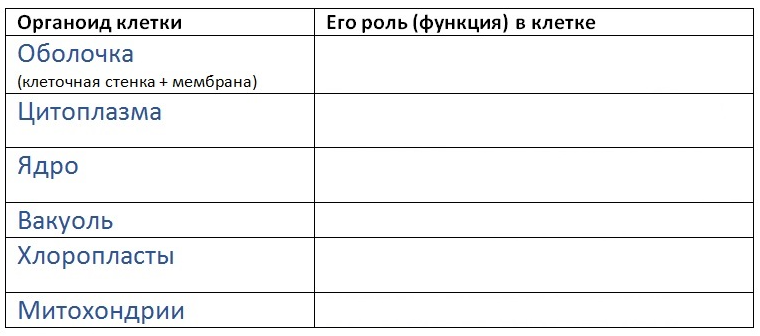 Органоид клетки Его роль (функция) в клетке
Оболочка
(клеточная стенка + мембрана)
Цитоплазма
Ядро
Вакуоль
Хлоропласты
Митохондрии